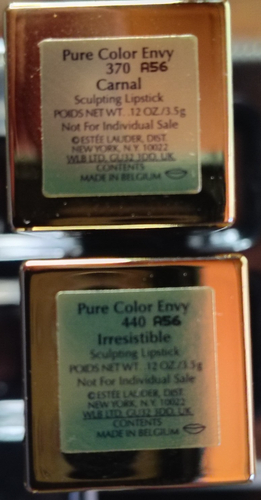 Pure Color Envy
370 A56
Carnal
Sculpting Lipstick
POIDS NET WT. .12 OZ./3.5g
Not For Individual Sale
©ESTĒE LAUDER, DIST.
NEW YORK, N.Y. 10022
WLB LTD, GU32 3DD, UK
CONTENTS
MADE IN BELGIUM
Pure Color Envy
440 A56
Irresistible
Sculpting Lipstick
POIDS NET WT. .12 OZ./3.5g
Not For Individual Sale
©ESTĒE LAUDER, DIST.
NEW YORK, N.Y. 10022
WLB LTD, GU32 3DD, UK
CONTENTS
MADE IN BELGIUM